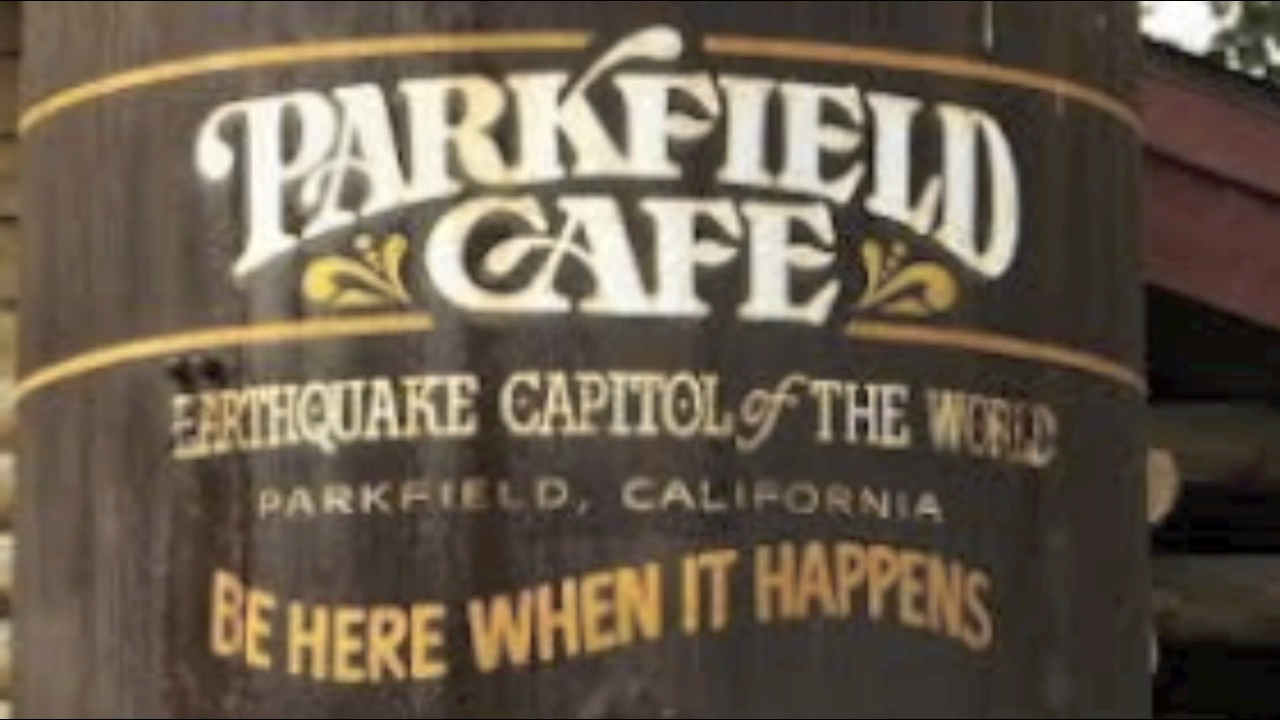 PARKFIELD
CAFE
EARTHQUAKE CAPITOL of THE WORLD
PARKFIELD, CALIFORNIA
BE HERE WHEN IT HAPPENS